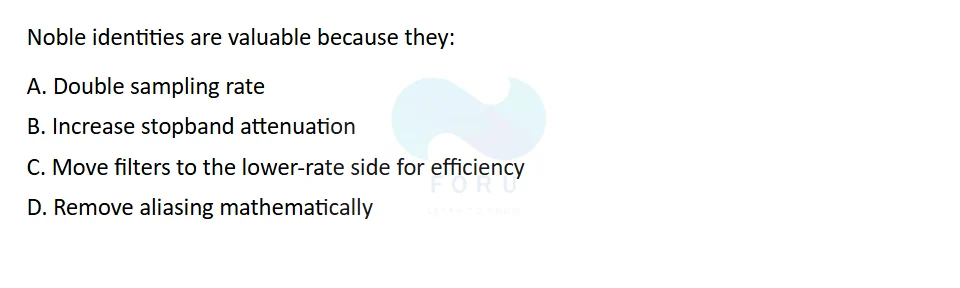 Noble identities are valuable because they:
A. Double sampling rate
B. Increase stopband attenuation
C. Move filters to the lower-rate side for efficiency
D. Remove aliasing mathematically
FORU